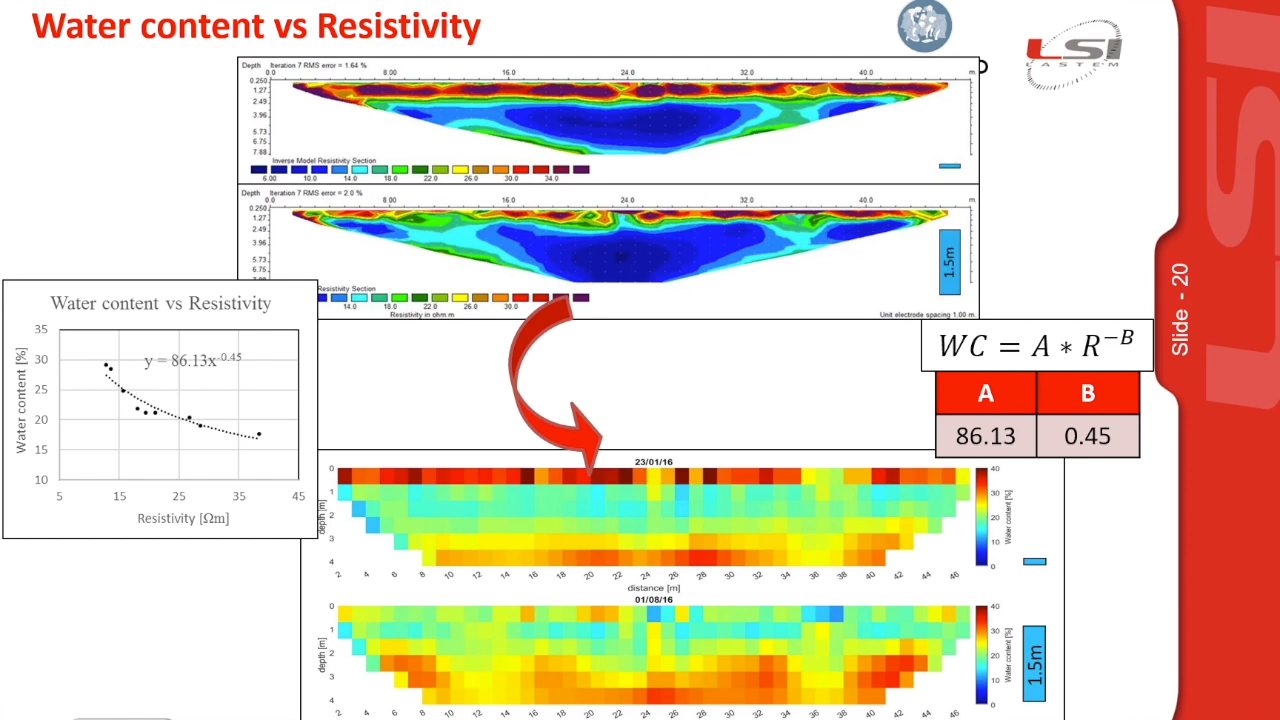 Water content vs Resistivity
LSI
LASTEM
Depth Iteration 7 RMS error = 1.64 %
0.0 8.00 16.0 24.0 32.0 40.0 m.
0.250
1.27
2.49
3.96
6.73
6.75
7.88
Inverse Model Resistivity Section
6.00 10.0 14.0 18.0 22.0 26.0 30.0 34.0
Depth Iteration 7 RMS error = 2.0 %
0.0 8.00 16.0 24.0 32.0 40.0 m.
0.250
1.27
2.49
3.96
5.73
6.75
1.5m
Resistivity Section
14.0 18.0 22.0 26.0 30.0
Resistivity in ohm.m
Unit electrode spacing 1.00 m.
Water content vs Resistivity
y = 86.13x-0.45
Water content [%]
35
30
25
20
15
10
5 15 25 35 45
Resistivity [Ωm]
WC = A ∗ R−B
A B
86.13 0.45
Slide - 20
LSI
23/01/16
depth [m]
0
1
2
3
4
2 4 6 8 10 12 14 16 18 20 22 24 26 28 30 32 34 36 38 40 42 44 46
distance [m]
40
30
20
10
0
Water content [%]
01/08/16
depth [m]
0
1
2
3
4
2 4 6 8 10 12 14 16 18 20 22 24 26 28 30 32 34 36 38 40 42 44 46
40
30
20
10
0
Water content [%]
1.5m